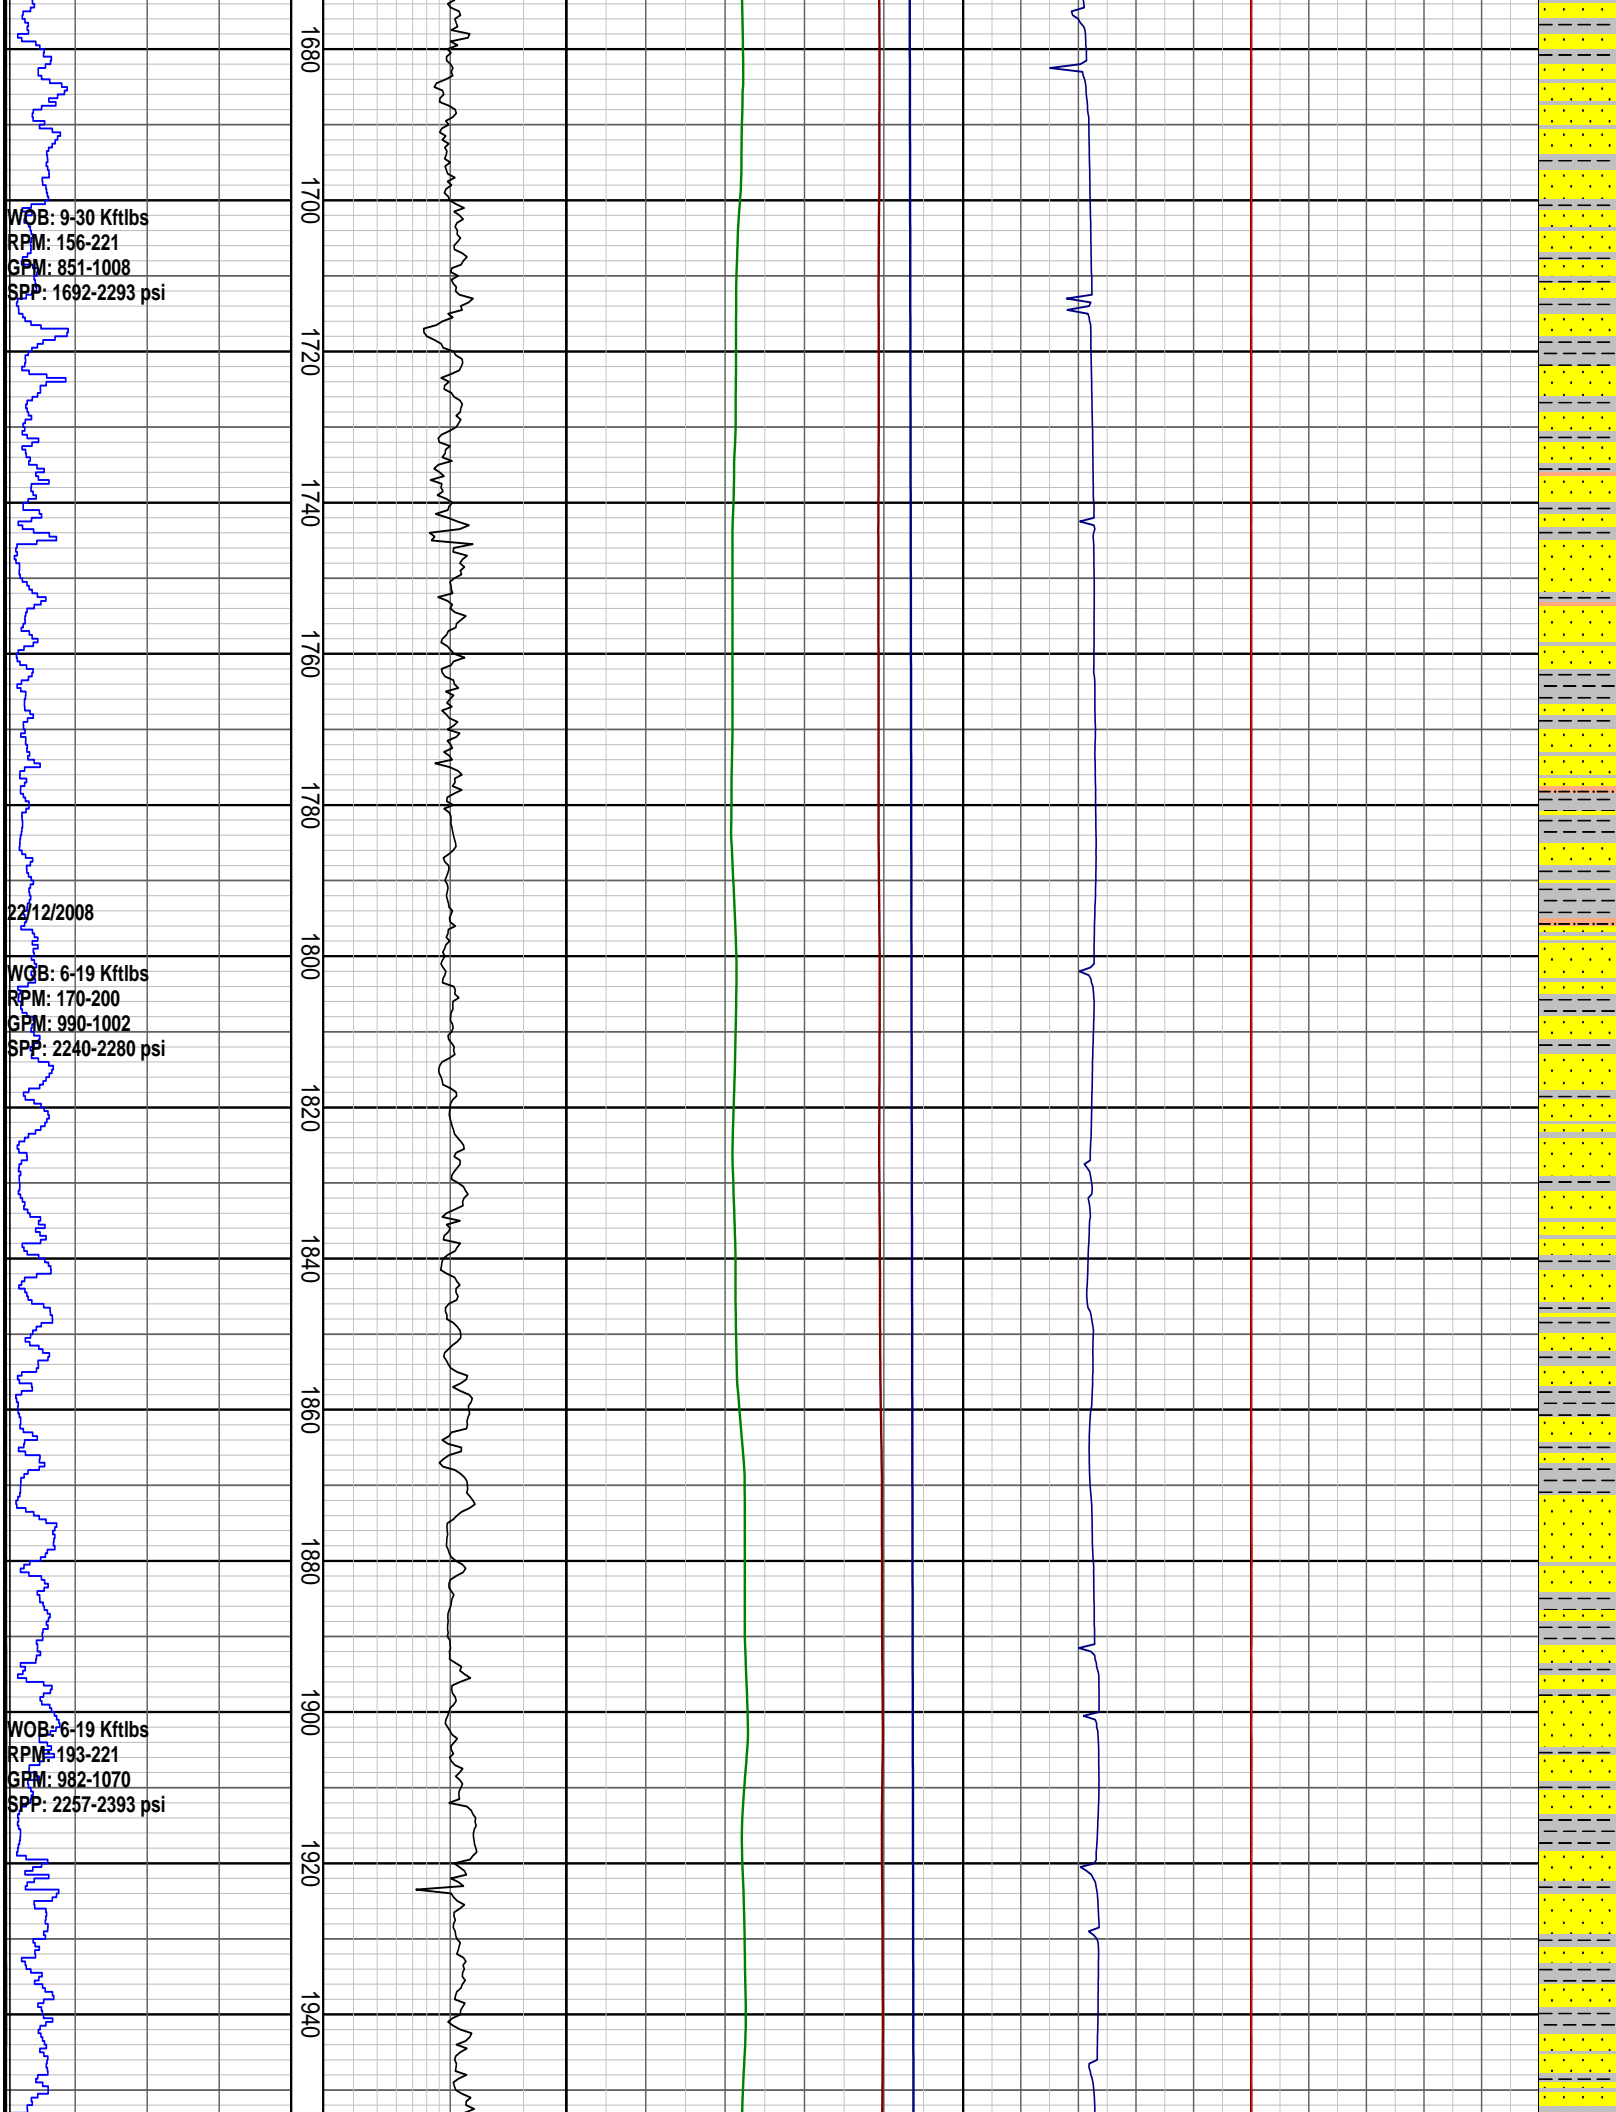 1680
1700
WOB: 9-30 Kftlbs
RPM: 156-221
GPM: 851-1008
SPP: 1692-2293 psi
1720
1740
1760
1780
22/12/2008
1800
WOB: 6-19 Kftlbs
RPM: 170-200
GPM: 990-1002
SPP: 2240-2280 psi
1820
1840
1860
1880
1900
WOB: 6-19 Kftlbs
RPM: 193-221
GPM: 982-1070
SPP: 2257-2393 psi
1920
1940